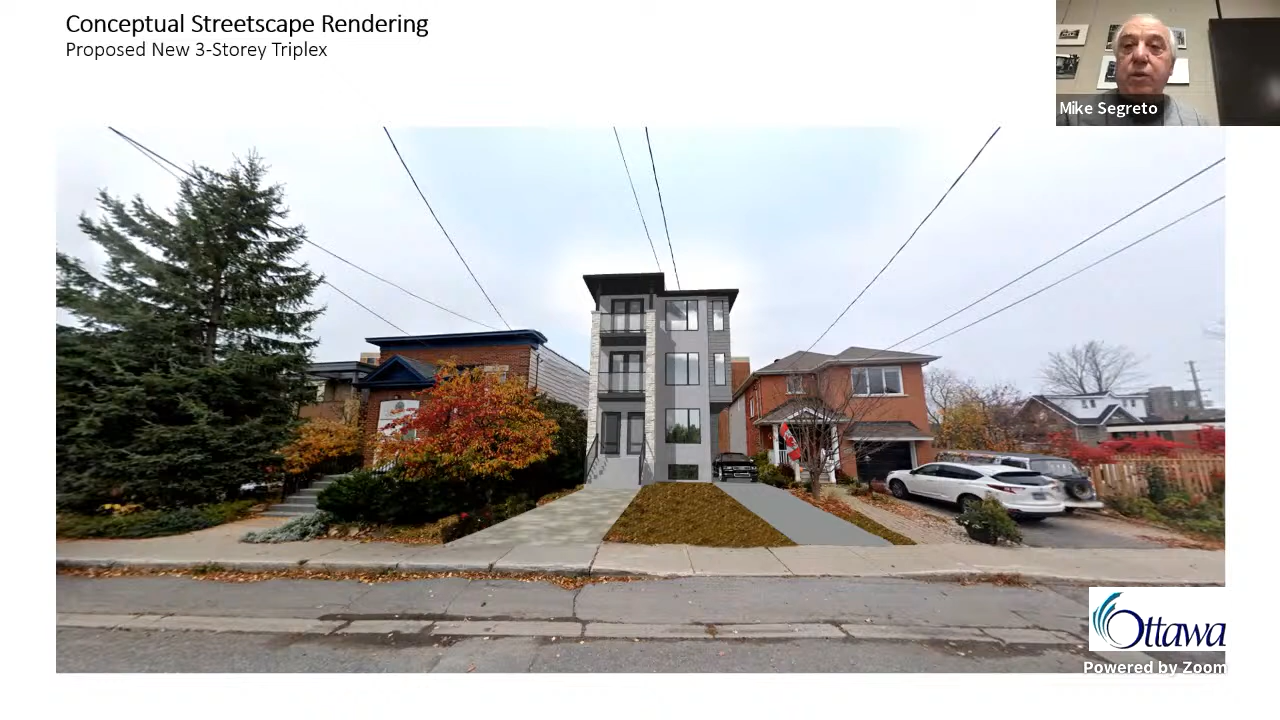 Conceptual Streetscape Rendering
Proposed New 3-Storey Triplex
Mike Segreto
Ottawa
Powered by Zoom